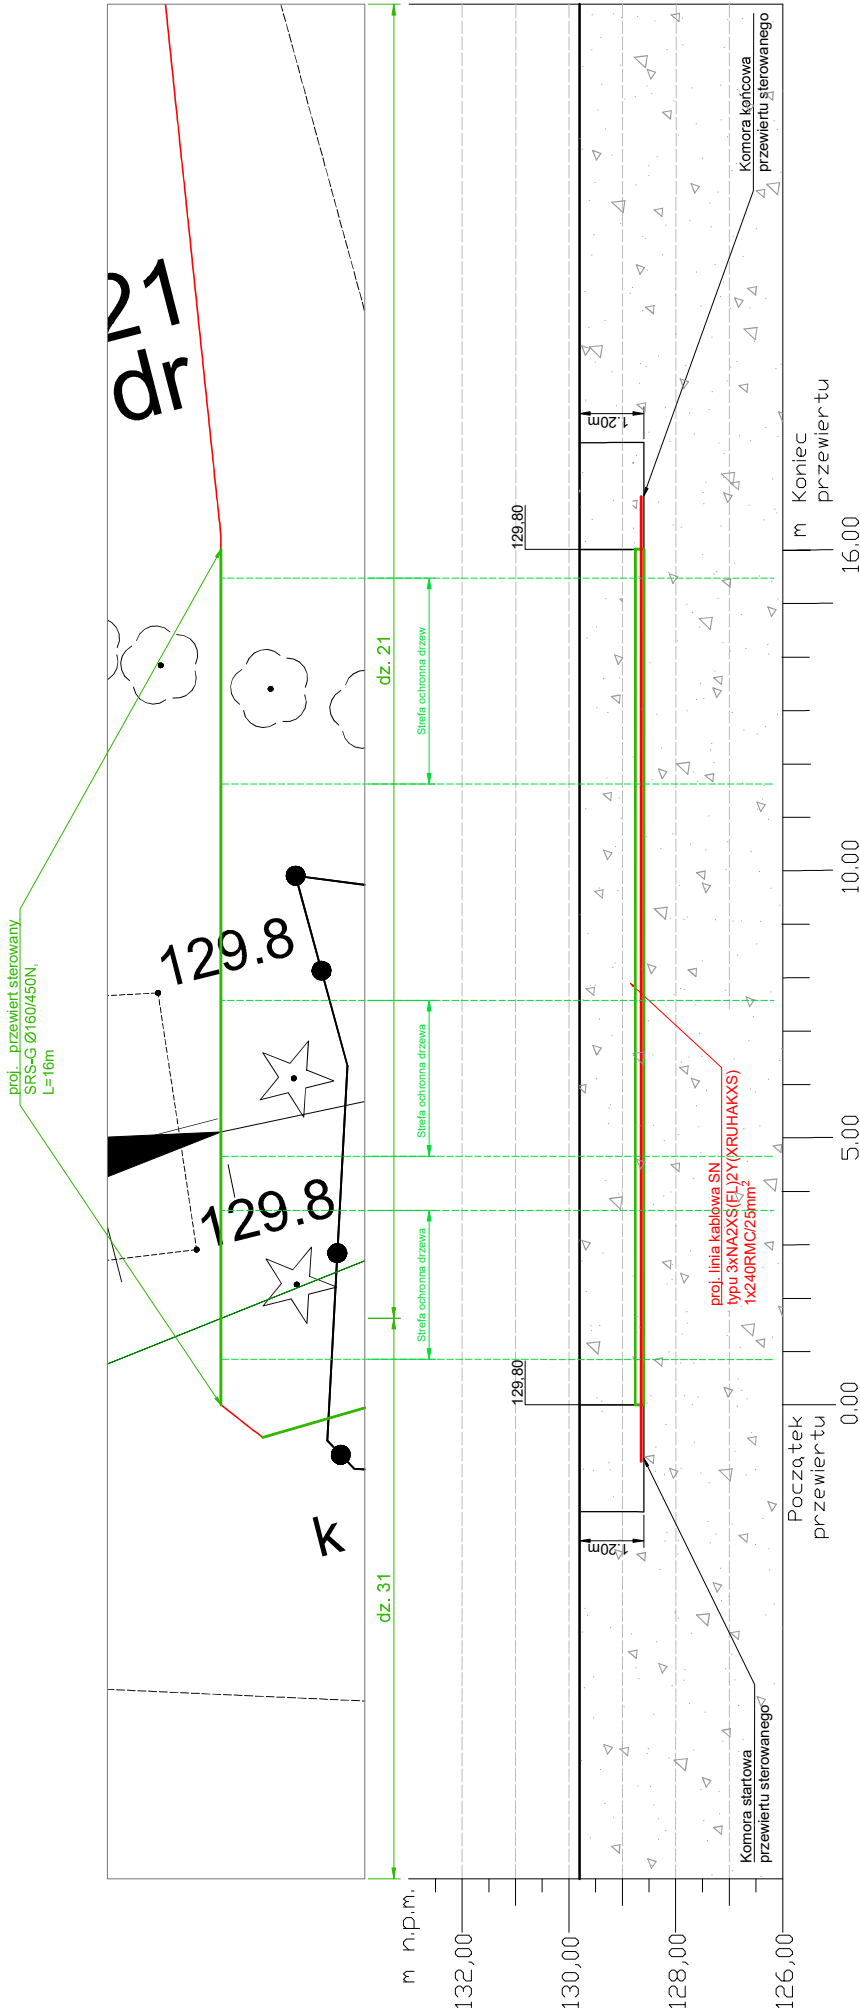 proj. przewiert sterowany
SRS-G Ø160/450N,
L=16m
21
dr
129.8
129.8
k
dz. 21
dz. 31
Strefa ochronna drzew
Strefa ochronna drzewa
Strefa ochronna drzewa
m n.p.m.
132,00
130,00
128,00
126,00
129,80
129,80
1.20m
1.20m
proj. linia kablowa SN
typu 3xNA2XS(FL)2Y(XRUHAKXS)
1x240RMC/25mm²
Komora startowa
przewiertu sterowanego
Komora końcowa
przewiertu sterowanego
Początek
przewiertu
0.00
5.00
10.00
16.00
m Koniec
przewiertu